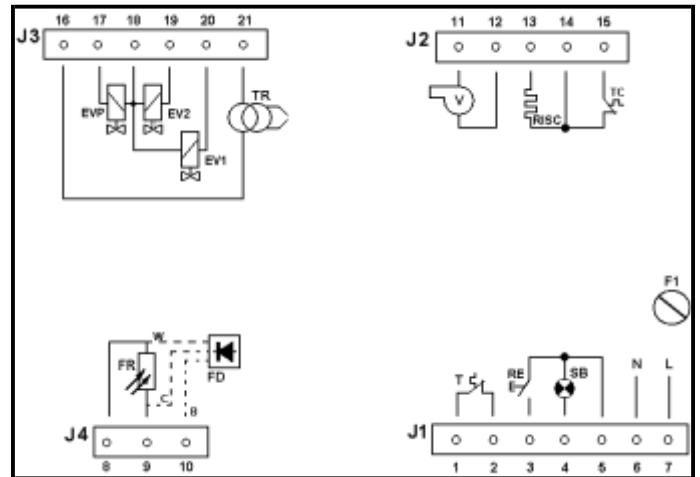 16 17 18 19 20 21
J3
11 12 13 14 15
J2
EVP EV2 TR
EV1
V RISC TC
F1
W
FR FD
C
B
J4
8 9 10
T RE SB N L
J1
1 2 3 4 5 6 7